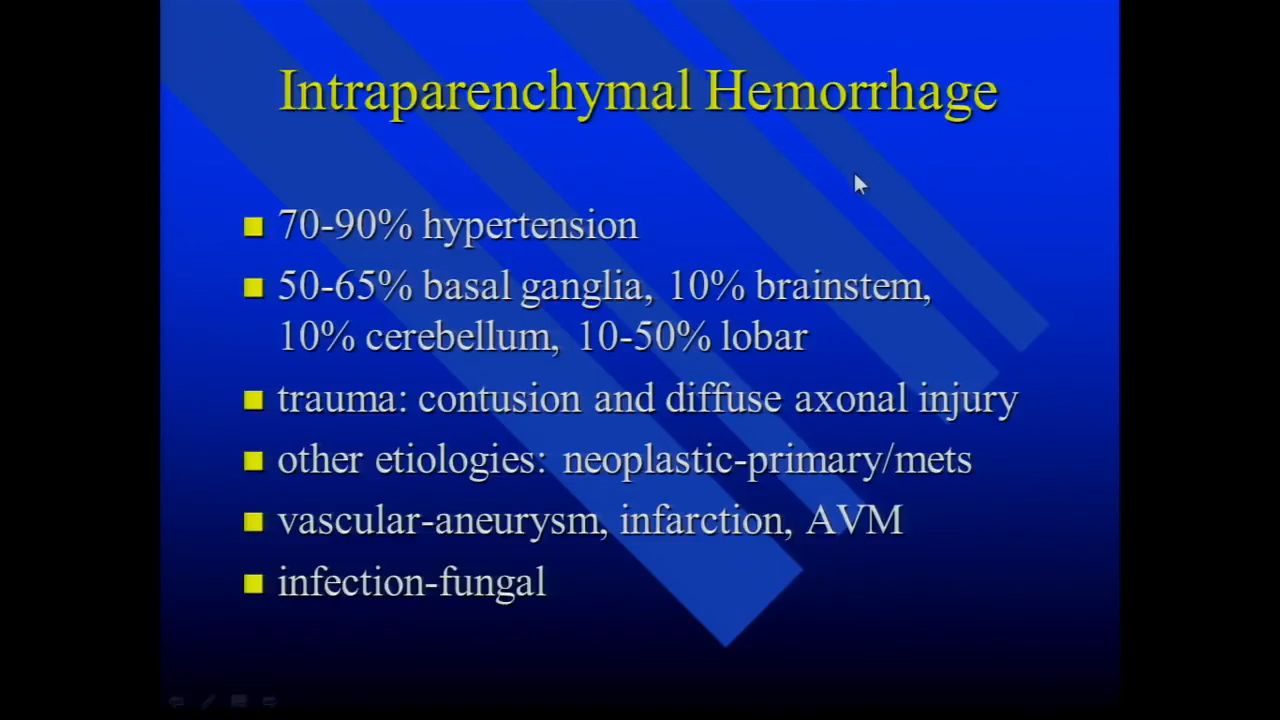 Intraparenchymal Hemorrhage
70-90% hypertension
50-65% basal ganglia, 10% brainstem,
10% cerebellum, 10-50% lobar
trauma: contusion and diffuse axonal injury
other etiologies: neoplastic-primary/mets
vascular-aneurysm, infarction, AVM
infection-fungal